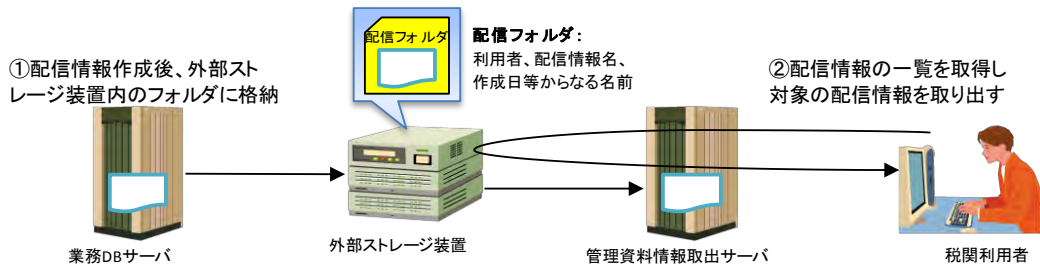 ①配信情報作成後、外部スト
レージ装置内のフォルダに格納
配信フォルダ
配信フォルダ：
利用者、配信情報名、
作成日等からなる名前
②配信情報の一覧を取得し
対象の配信情報を取り出す
業務DBサーバ
外部ストレージ装置
管理資料情報取出サーバ
税関利用者